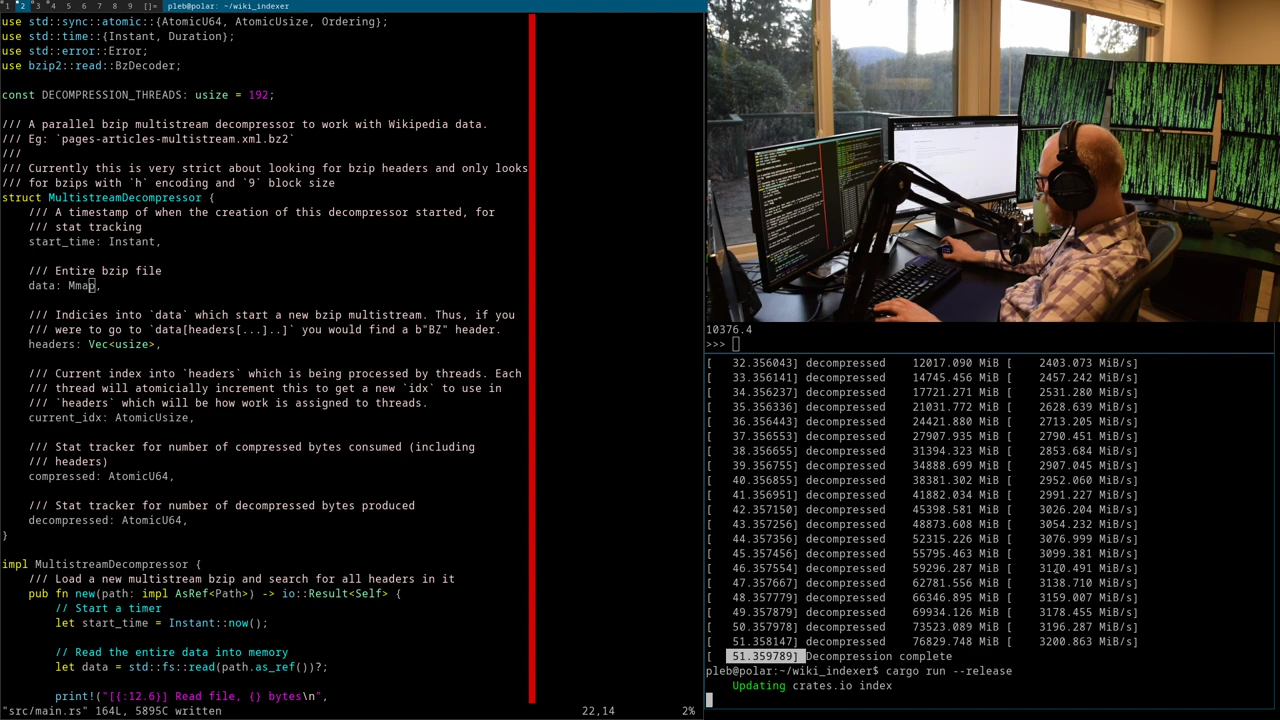 1 2 3 4 5 6 7 8 9 []= pleb@polar: ~/wiki_indexer
use std::sync::atomic::{AtomicU64, AtomicUsize, Ordering};
use std::time::{Instant, Duration};
use std::error::Error;
use bzip2::read::BzDecoder;
const DECOMPRESSION_THREADS: usize = 192;
/// A parallel bzip multistream decompressor to work with Wikipedia data.
/// Eg: `pages-articles-multistream.xml.bz2`
///
/// Currently this is very strict about looking for bzip headers and only looks
/// for bzips with `h` encoding and `9` block size
struct MultistreamDecompressor {
/// A timestamp of when the creation of this decompressor started, for
/// stat tracking
start_time: Instant,
/// Entire bzip file
data: Mmap,
/// Indicies into `data` which start a new bzip multistream. Thus, if you
/// were to go to `data[headers[...]..]` you would find a b"BZ" header.
headers: Vec<usize>,
/// Current index into `headers` which is being processed by threads. Each
/// thread will atomicially increment this to get a new `idx` to use in
/// `headers` which will be how work is assigned to threads.
current_idx: AtomicUsize,
/// Stat tracker for number of compressed bytes consumed (including
/// headers)
compressed: AtomicU64,
/// Stat tracker for number of decompressed bytes produced
decompressed: AtomicU64,
}
impl MultistreamDecompressor {
/// Load a new multistream bzip and search for all headers in it
pub fn new(path: impl AsRef<Path>) -> io::Result<Self> {
// Start a timer
let start_time = Instant::now();
// Read the entire data into memory
let data = std::fs::read(path.as_ref())?;
print!("[{:12.6}] Read file, {} bytes\n",
"src/main.rs" 164L, 5895C written 22,14 2%
10376.4
>>>
[ 32.356043] decompressed 12017.090 MiB [ 2403.073 MiB/s]
[ 33.356141] decompressed 14745.456 MiB [ 2457.242 MiB/s]
[ 34.356237] decompressed 17721.271 MiB [ 2531.280 MiB/s]
[ 35.356336] decompressed 21031.772 MiB [ 2628.639 MiB/s]
[ 36.356443] decompressed 24421.880 MiB [ 2713.205 MiB/s]
[ 37.356553] decompressed 27907.935 MiB [ 2790.451 MiB/s]
[ 38.356655] decompressed 31394.323 MiB [ 2853.684 MiB/s]
[ 39.356755] decompressed 34888.699 MiB [ 2907.045 MiB/s]
[ 40.356855] decompressed 38381.302 MiB [ 2952.060 MiB/s]
[ 41.356951] decompressed 41882.034 MiB [ 2991.227 MiB/s]
[ 42.357150] decompressed 45398.581 MiB [ 3026.204 MiB/s]
[ 43.357256] decompressed 48873.608 MiB [ 3054.232 MiB/s]
[ 44.357356] decompressed 52315.226 MiB [ 3076.999 MiB/s]
[ 45.357456] decompressed 55795.463 MiB [ 3099.381 MiB/s]
[ 46.357554] decompressed 59296.287 MiB [ 3120.491 MiB/s]
[ 47.357667] decompressed 62781.556 MiB [ 3138.710 MiB/s]
[ 48.357779] decompressed 66346.895 MiB [ 3159.007 MiB/s]
[ 49.357879] decompressed 69934.126 MiB [ 3178.455 MiB/s]
[ 50.357978] decompressed 73523.089 MiB [ 3196.287 MiB/s]
[ 51.358147] decompressed 76829.748 MiB [ 3200.863 MiB/s]
[ 51.359789] Decompression complete
pleb@polar:~/wiki_indexer$ cargo run --release
Updating crates.io index